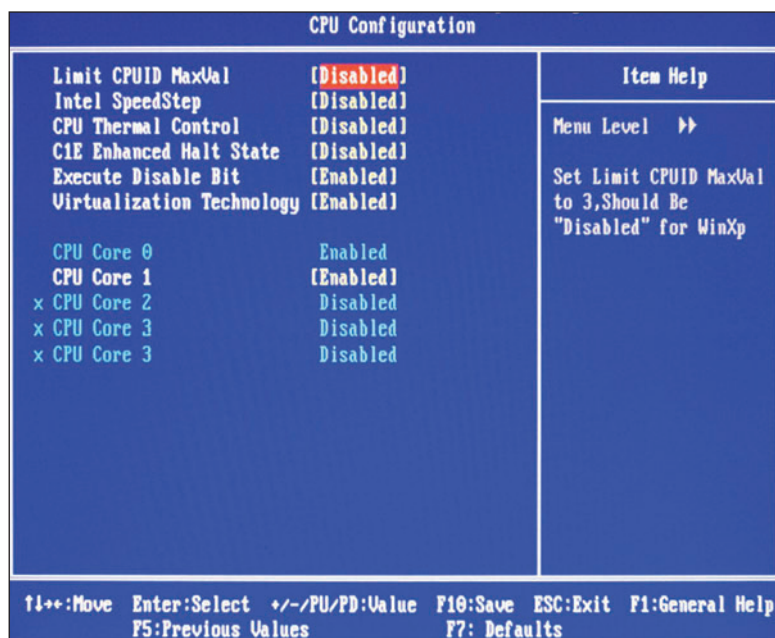 CPU Configuration
Limit CPUID MaxVal [Disabled]
Intel SpeedStep [Disabled]
CPU Thermal Control [Disabled]
C1E Enhanced Halt State [Disabled]
Execute Disable Bit [Enabled]
Virtualization Technology [Enabled]
CPU Core 0 Enabled
CPU Core 1 [Enabled]
x CPU Core 2 Disabled
x CPU Core 3 Disabled
x CPU Core 3 Disabled
Item Help
Menu Level ▸▸
Set Limit CPUID MaxVal
to 3,Should Be
"Disabled" for WinXp
↑↓→←:Move Enter:Select +/-/PU/PD:Value F10:Save ESC:Exit F1:General Help
F5:Previous Values F7: Defaults